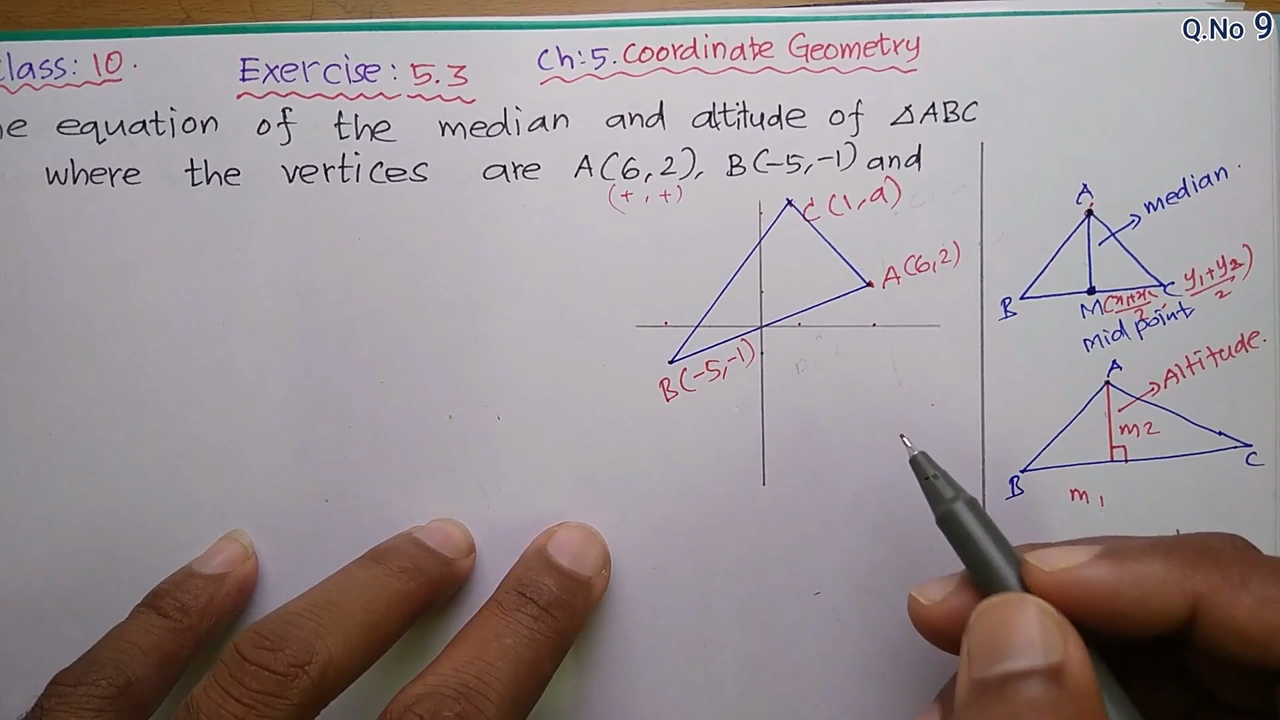 Q.No 9
lass: 10. Exercise: 5.3 Ch:5. Coordinate Geometry
e equation of the median and altitude of △ABC
where the vertices are A(6,2), B(-5,-1) and
(+, +)
C(1,9)
A(6,2)
B(-5,-1)
A
median.
B
M
C
y₁+y₂)
2
mid point
A
Altitude.
m2
B
C
m₁